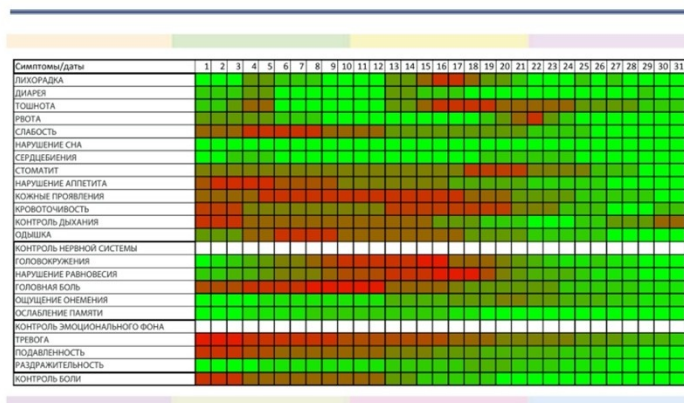 Симптомы/даты 1 2 3 4 5 6 7 8 9 10 11 12 13 14 15 16 17 18 19 20 21 22 23 24 25 26 27 28 29 30 31
ЛИХОРАДКА
ДИАРЕЯ
ТОШНОТА
РВОТА
СЛАБОСТЬ
НАРУШЕНИЕ СНА
СЕРДЦЕБИЕНИЯ
СТОМАТИТ
НАРУШЕНИЕ АППЕТИТА
КОЖНЫЕ ПРОЯВЛЕНИЯ
КРОВОТОЧИВОСТЬ
КОНТРОЛЬ ДЫХАНИЯ
ОДЫШКА
КОНТРОЛЬ НЕРВНОЙ СИСТЕМЫ
ГОЛОВОКРУЖЕНИЯ
НАРУШЕНИЕ РАВНОВЕСИЯ
ГОЛОВНАЯ БОЛЬ
ОЩУЩЕНИЕ ОНЕМЕНИЯ
ОСЛАБЛЕНИЕ ПАМЯТИ
КОНТРОЛЬ ЭМОЦИОНАЛЬНОГО ФОНА
ТРЕВОГА
ПОДАВЛЕННОСТЬ
РАЗДРАЖИТЕЛЬНОСТЬ
КОНТРОЛЬ БОЛИ